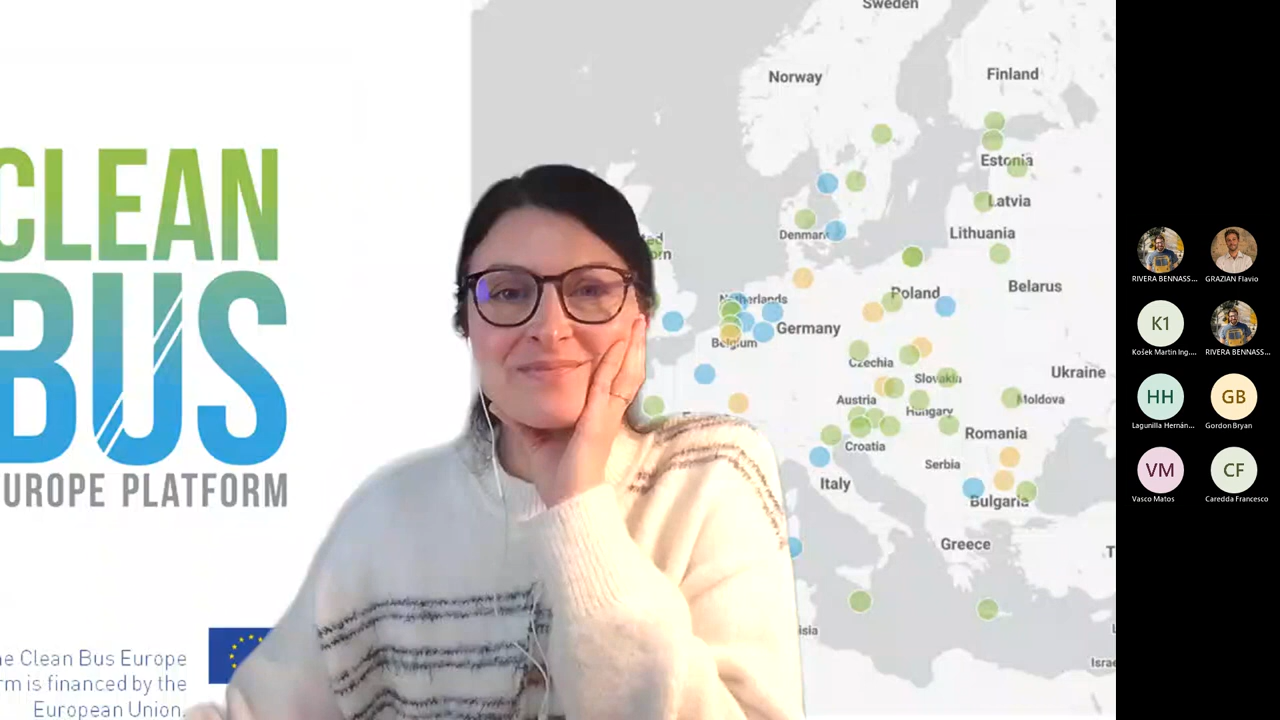 CLEAN
BUS
UROPE PLATFORM
he Clean Bus Europe
rm is financed by the
European Union.
Sweden
Norway
Finland
Estonia
Latvia
Lithuania
Denmark
Belarus
Poland
Netherlands
Germany
Belgium
Czechia
Ukraine
Slovakia
Austria
Hungary
Moldova
Croatia
Romania
Serbia
Italy
Bulgaria
Greece
isia
Israe
RIVERA BENNASS...
GRAZIAN Flavio
K1
Košek Martin Ing....
RIVERA BENNASS...
HH
Lagunilla Hernán...
GB
Gordon Bryan
VM
Vasco Matos
CF
Caredda Francesco